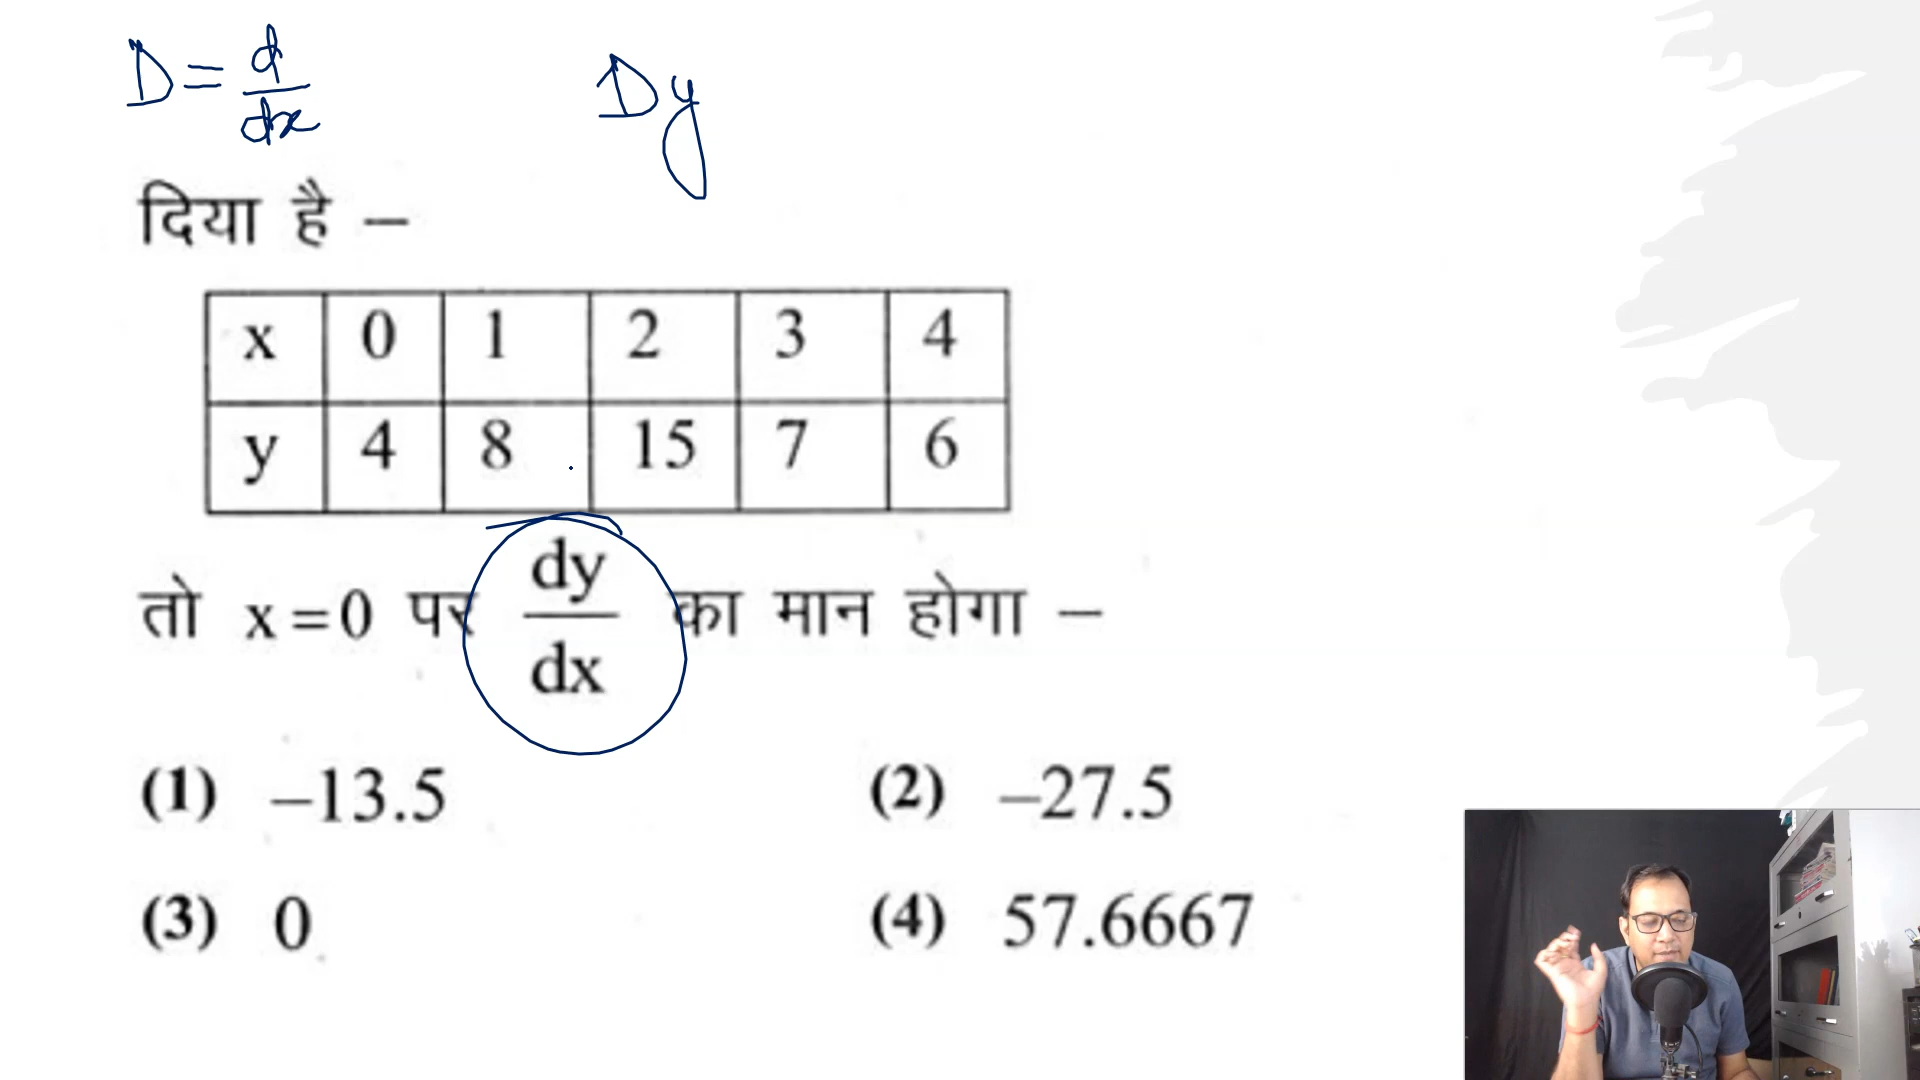 D = d/dx Dy
दिया है –
x 0 1 2 3 4
y 4 8 15 7 6
तो x=0 पर dy/dx का मान होगा –
(1) –13.5 (2) –27.5
(3) 0 (4) 57.6667